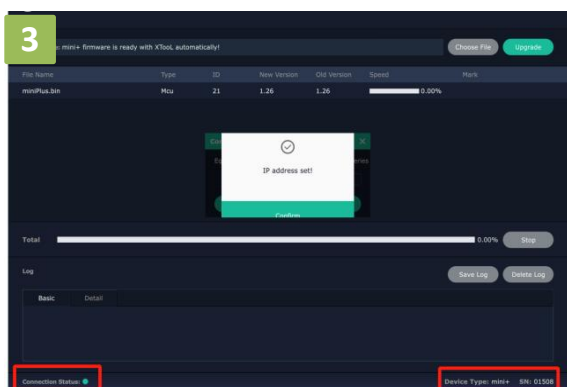 3
mini+ firmware is ready with XTooL automatically!
Choose File
Upgrade
File Name Type ID New Version Old Version Speed Mark
miniPlus.bin Mcu 21 1.26 1.26 0.00%
IP address set!
Confirm
Total 0.00% Stop
Log
Save Log Delete Log
Basic Detail
Connection Status:
Device Type: mini+ SN: 01508